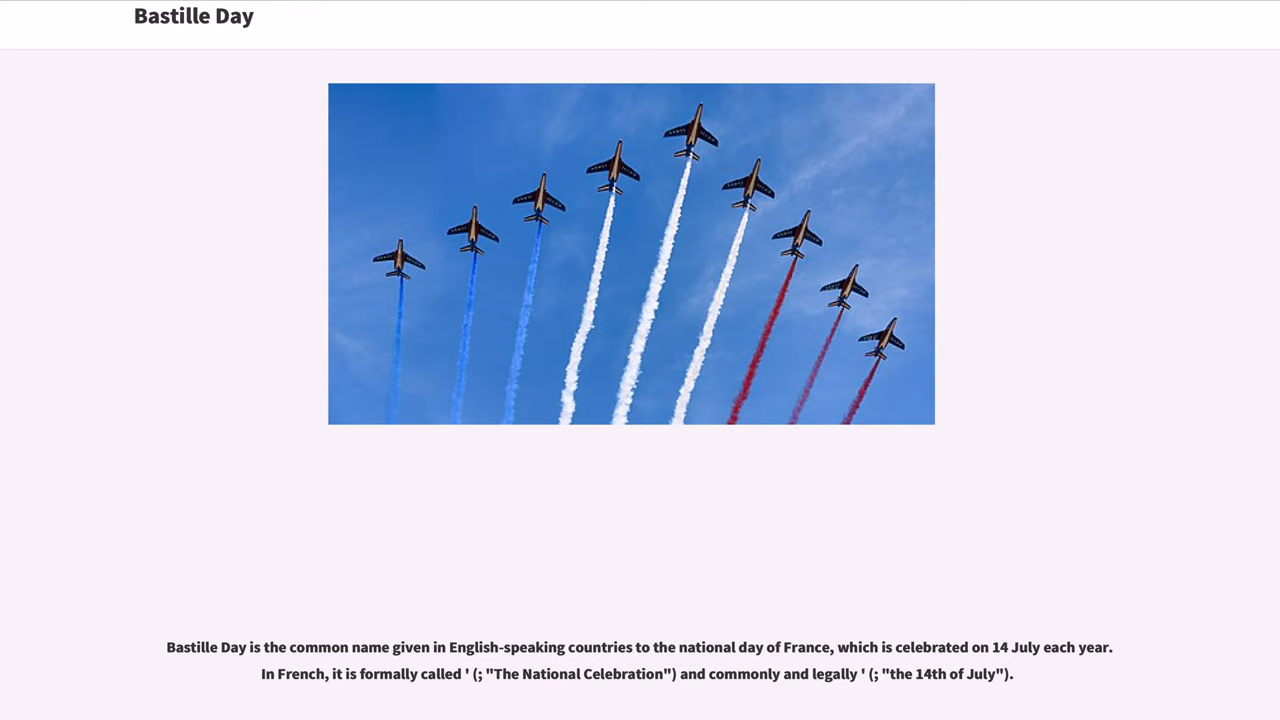 Bastille Day
Bastille Day is the common name given in English-speaking countries to the national day of France, which is celebrated on 14 July each year.
In French, it is formally called ' (; "The National Celebration") and commonly and legally ' (; "the 14th of July").